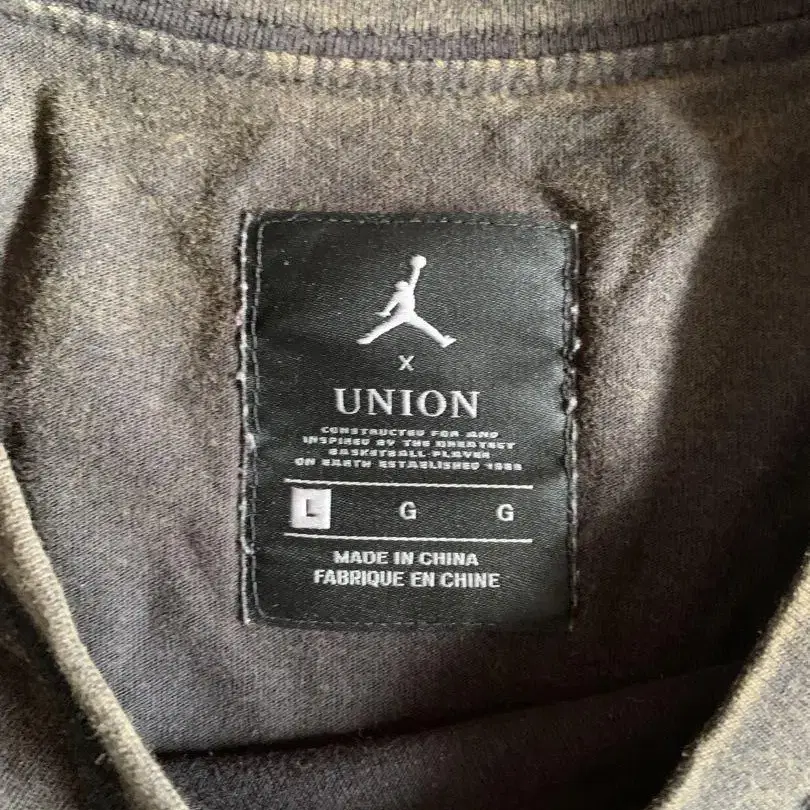 X
UNION
CONSTRUCTED FOR AND
INSPIRED BY THE GREATEST
BASKETBALL PLAYER
ON EARTH ESTABLISHED 1985
L G G
MADE IN CHINA
FABRIQUE EN CHINE